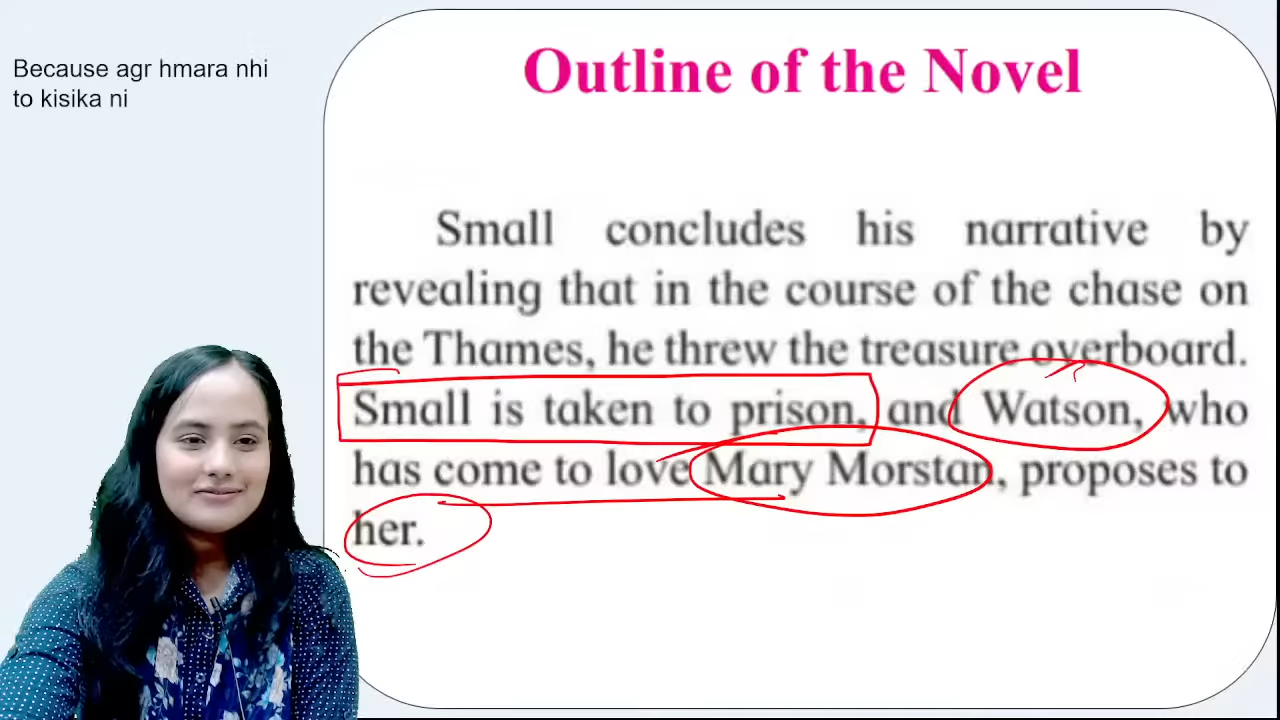 Because agr hmara nhi
to kisika ni
Outline of the Novel
Small concludes his narrative by
revealing that in the course of the chase on
the Thames, he threw the treasure overboard.
Small is taken to prison, and Watson, who
has come to love Mary Morstan, proposes to
her.